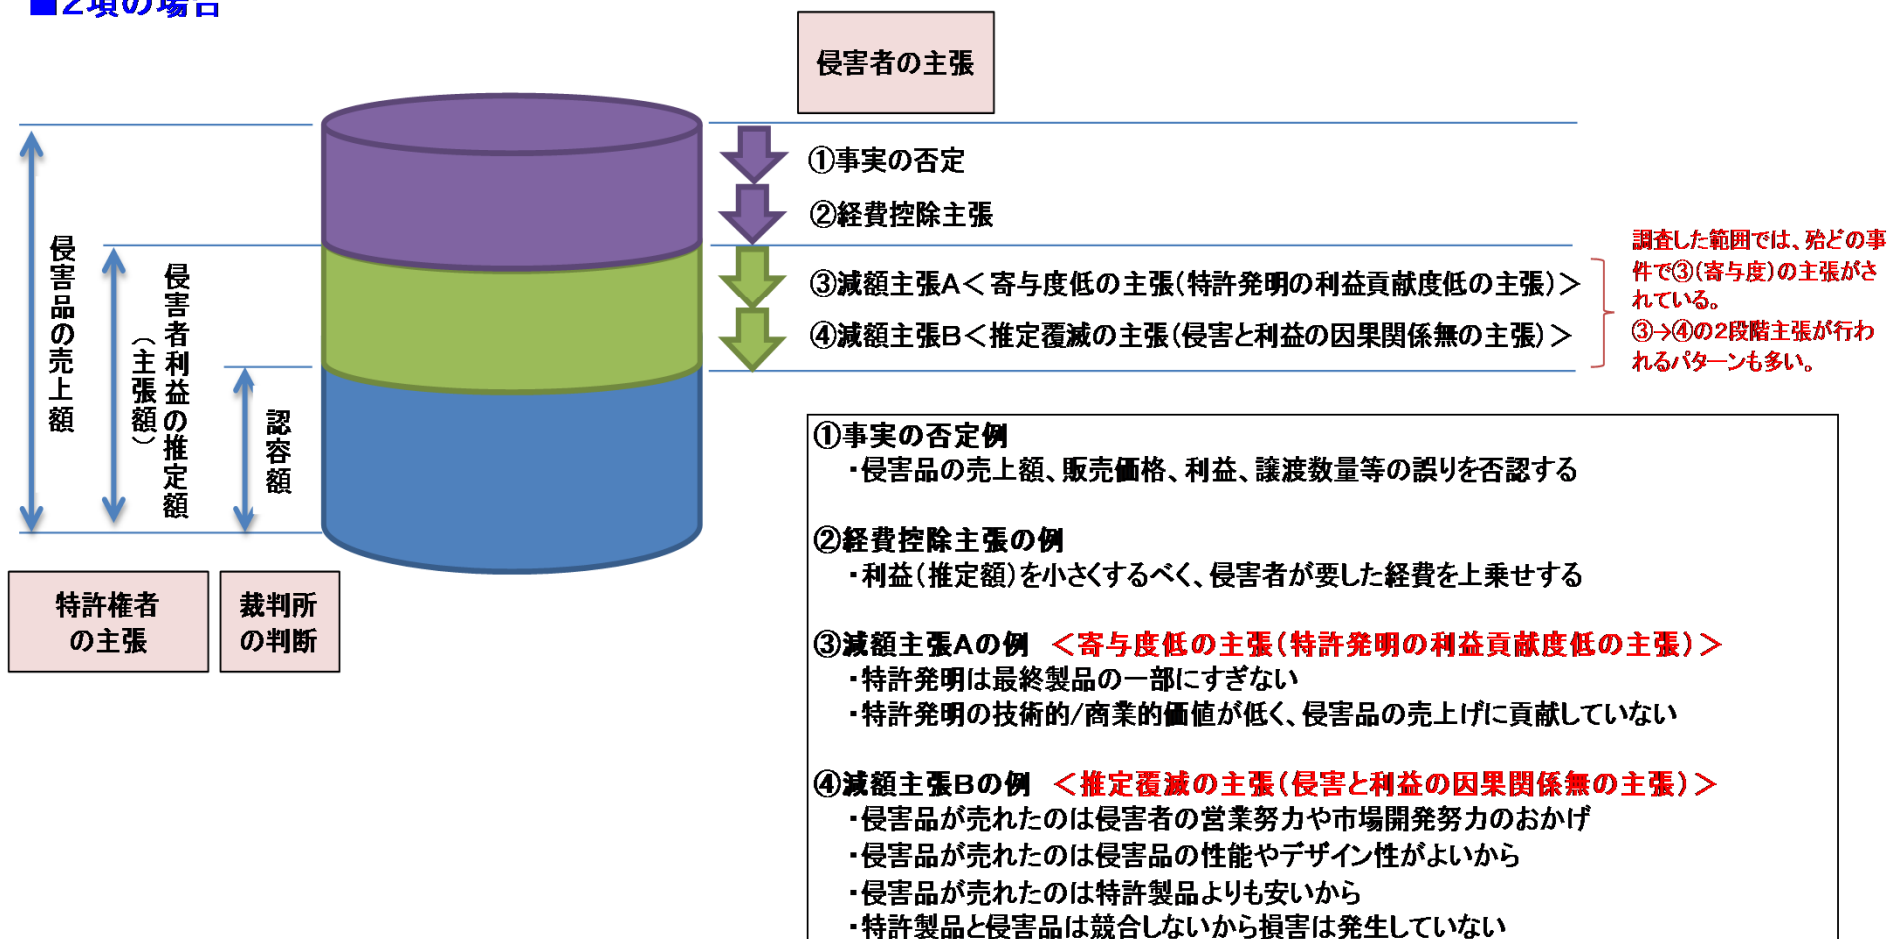 ■2項の場合
侵害者の主張
①事実の否定
②経費控除主張
③減額主張A＜寄与度低の主張(特許発明の利益貢献度低の主張)＞
④減額主張B＜推定覆滅の主張(侵害と利益の因果関係無の主張)＞
調査した範囲では、殆どの事
件で③(寄与度)の主張がさ
れている。
③→④の2段階主張が行わ
れるパターンも多い。
侵害品の売上額
侵害者利益の推定額
（主張額）
認容額
特許権者
の主張
裁判所
の判断
①事実の否定例
・侵害品の売上額、販売価格、利益、譲渡数量等の誤りを否認する
②経費控除主張の例
・利益(推定額)を小さくするべく、侵害者が要した経費を上乗せする
③減額主張Aの例 ＜寄与度低の主張(特許発明の利益貢献度低の主張)＞
・特許発明は最終製品の一部にすぎない
・特許発明の技術的/商業的価値が低く、侵害品の売上げに貢献していない
④減額主張Bの例 ＜推定覆滅の主張(侵害と利益の因果関係無の主張)＞
・侵害品が売れたのは侵害者の営業努力や市場開発努力のおかげ
・侵害品が売れたのは侵害品の性能やデザイン性がよいから
・侵害品が売れたのは特許製品よりも安いから
・特許製品と侵害品は競合しないから損害は発生していない